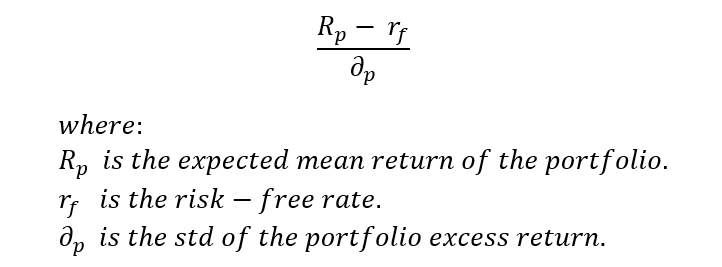 R_p − r_f
∂_p
where:
R_p is the expected mean return of the portfolio.
r_f is the risk − free rate.
∂_p is the std of the portfolio excess return.